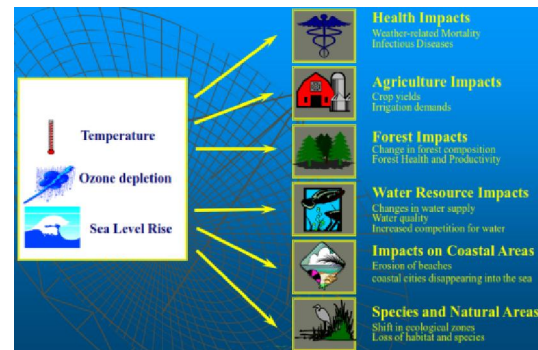 Temperature
Ozone depletion
Sea Level Rise
Health Impacts
Weather-related Mortality
Infectious Diseases
Agriculture Impacts
Crop yields
Irrigation demands
Forest Impacts
Change in forest composition
Forest Health and Productivity
Water Resource Impacts
Changes in water supply
Water quality
Increased competition for water
Impacts on Coastal Areas
Erosion of beaches
coastal cities disappearing into the sea
Species and Natural Areas
Shift in ecological zones
Loss of habitat and species